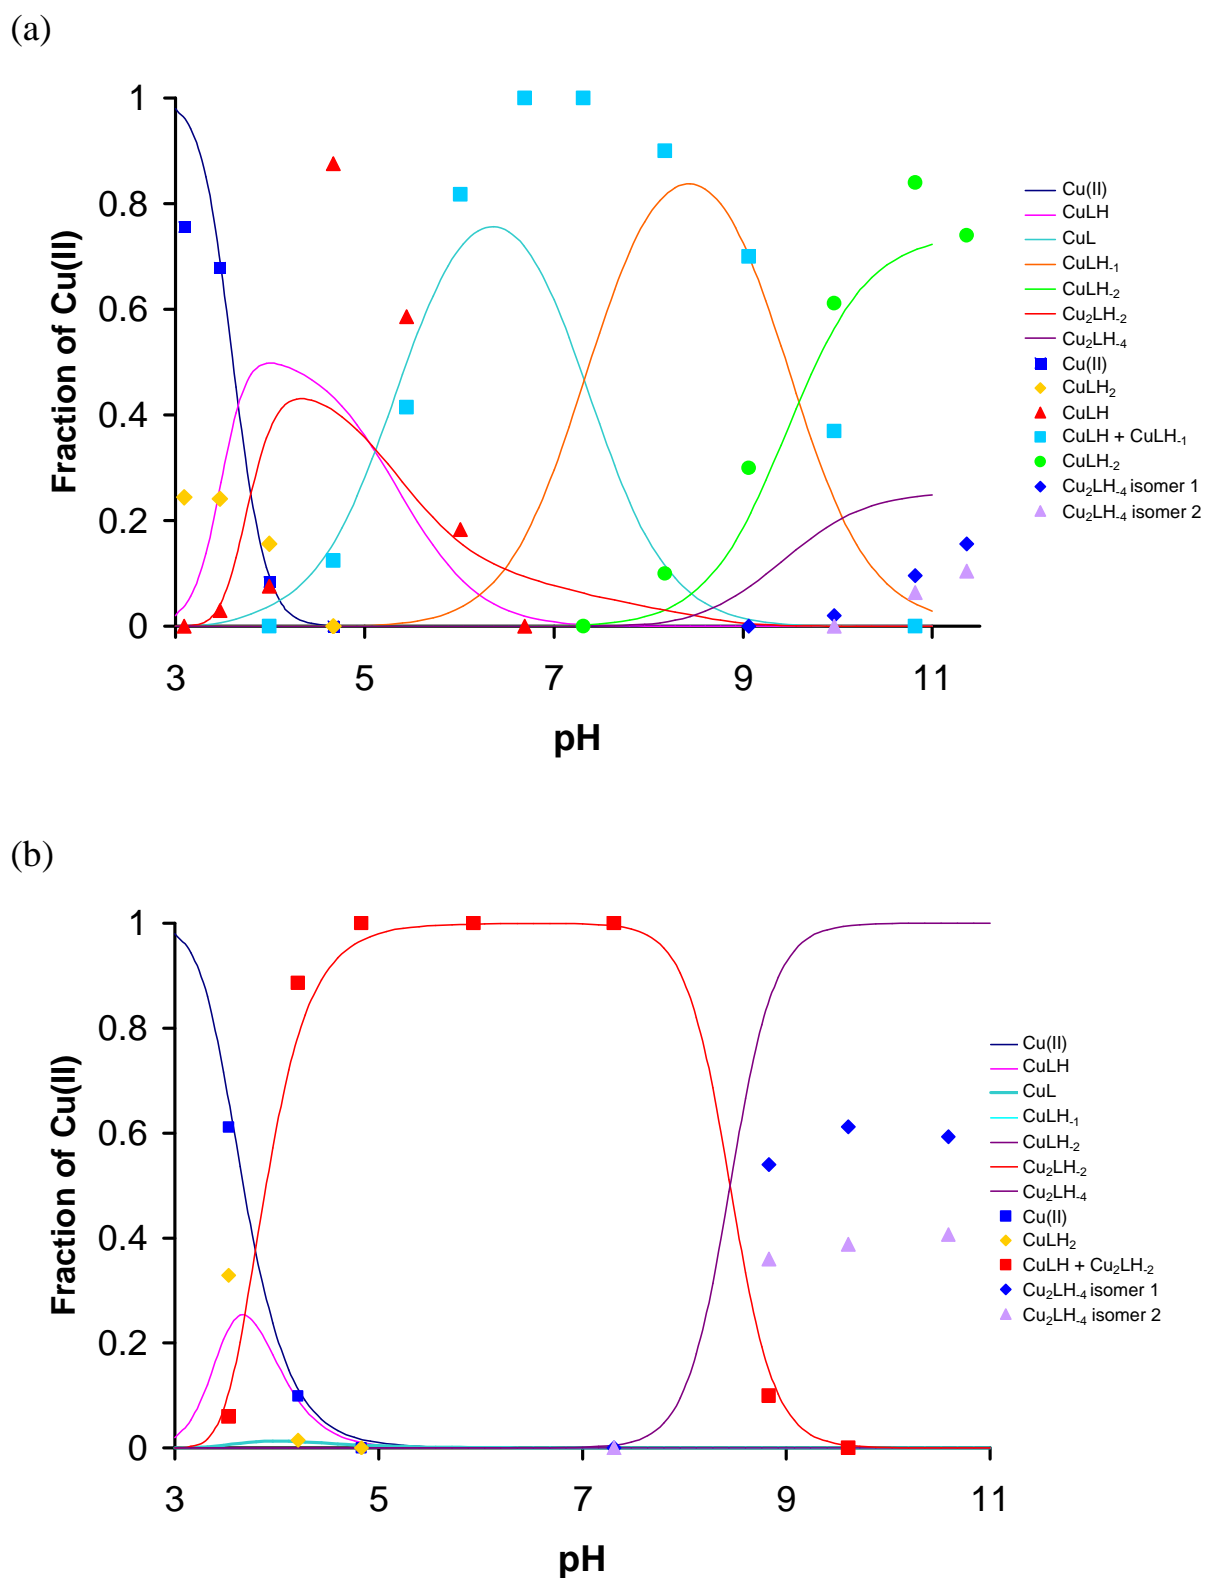 (a)
1
0.8
0.6
0.4
0.2
0
3 5 7 9 11
Fraction of Cu(II)
pH
Cu(II)
CuLH
CuL
CuLH₋₁
CuLH₋₂
Cu₂LH₋₂
Cu₂LH₋₄
Cu(II)
CuLH₂
CuLH
CuLH + CuLH₋₁
CuLH₋₂
Cu₂LH₋₄ isomer 1
Cu₂LH₋₄ isomer 2
(b)
1
0.8
0.6
0.4
0.2
0
3 5 7 9 11
Fraction of Cu(II)
pH
Cu(II)
CuLH
CuL
CuLH₋₁
CuLH₋₂
Cu₂LH₋₂
Cu₂LH₋₄
Cu(II)
CuLH₂
CuLH + Cu₂LH₋₂
Cu₂LH₋₄ isomer 1
Cu₂LH₋₄ isomer 2